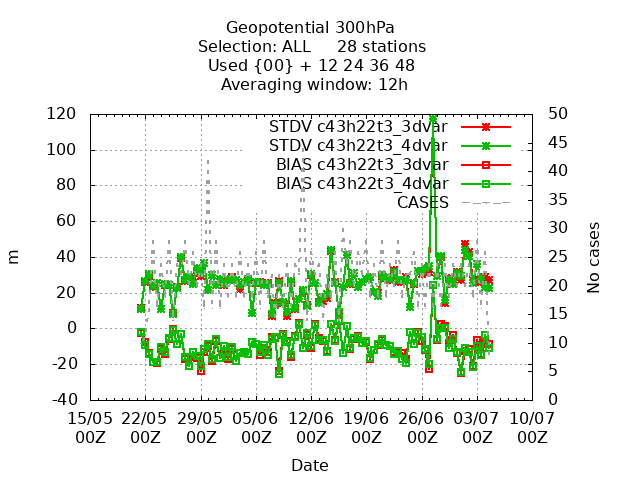 Geopotential 300hPa
Selection: ALL 28 stations
Used {00} + 12 24 36 48
Averaging window: 12h
STDV c43h22t3_3dvar
STDV c43h22t3_4dvar
BIAS c43h22t3_3dvar
BIAS c43h22t3_4dvar
CASES
120
100
80
60
40
20
0
-20
-40
m
50
45
40
35
30
25
20
15
10
5
0
No cases
15/05 22/05 29/05 05/06 12/06 19/06 26/06 03/07 10/07
00Z 00Z 00Z 00Z 00Z 00Z 00Z 00Z 00Z
Date